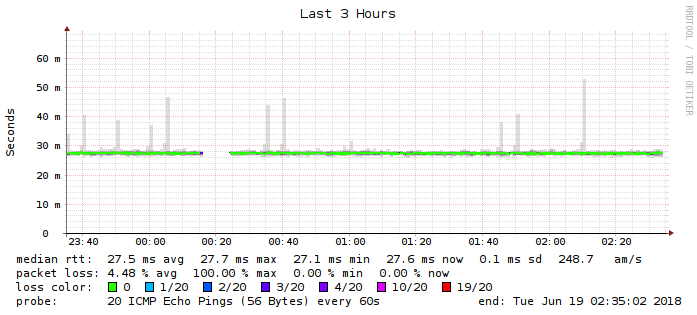 Last 3 Hours
RRDTOOL / TOBI OETIKER
Seconds
60 m
50 m
40 m
30 m
20 m
10 m
0
23:40 00:00 00:20 00:40 01:00 01:20 01:40 02:00 02:20
median rtt: 27.5 ms avg 27.7 ms max 27.1 ms min 27.6 ms now 0.1 ms sd 248.7 am/s
packet loss: 4.48 % avg 100.00 % max 0.00 % min 0.00 % now
loss color: 0 1/20 2/20 3/20 4/20 10/20 19/20
probe: 20 ICMP Echo Pings (56 Bytes) every 60s end: Tue Jun 19 02:35:02 2018